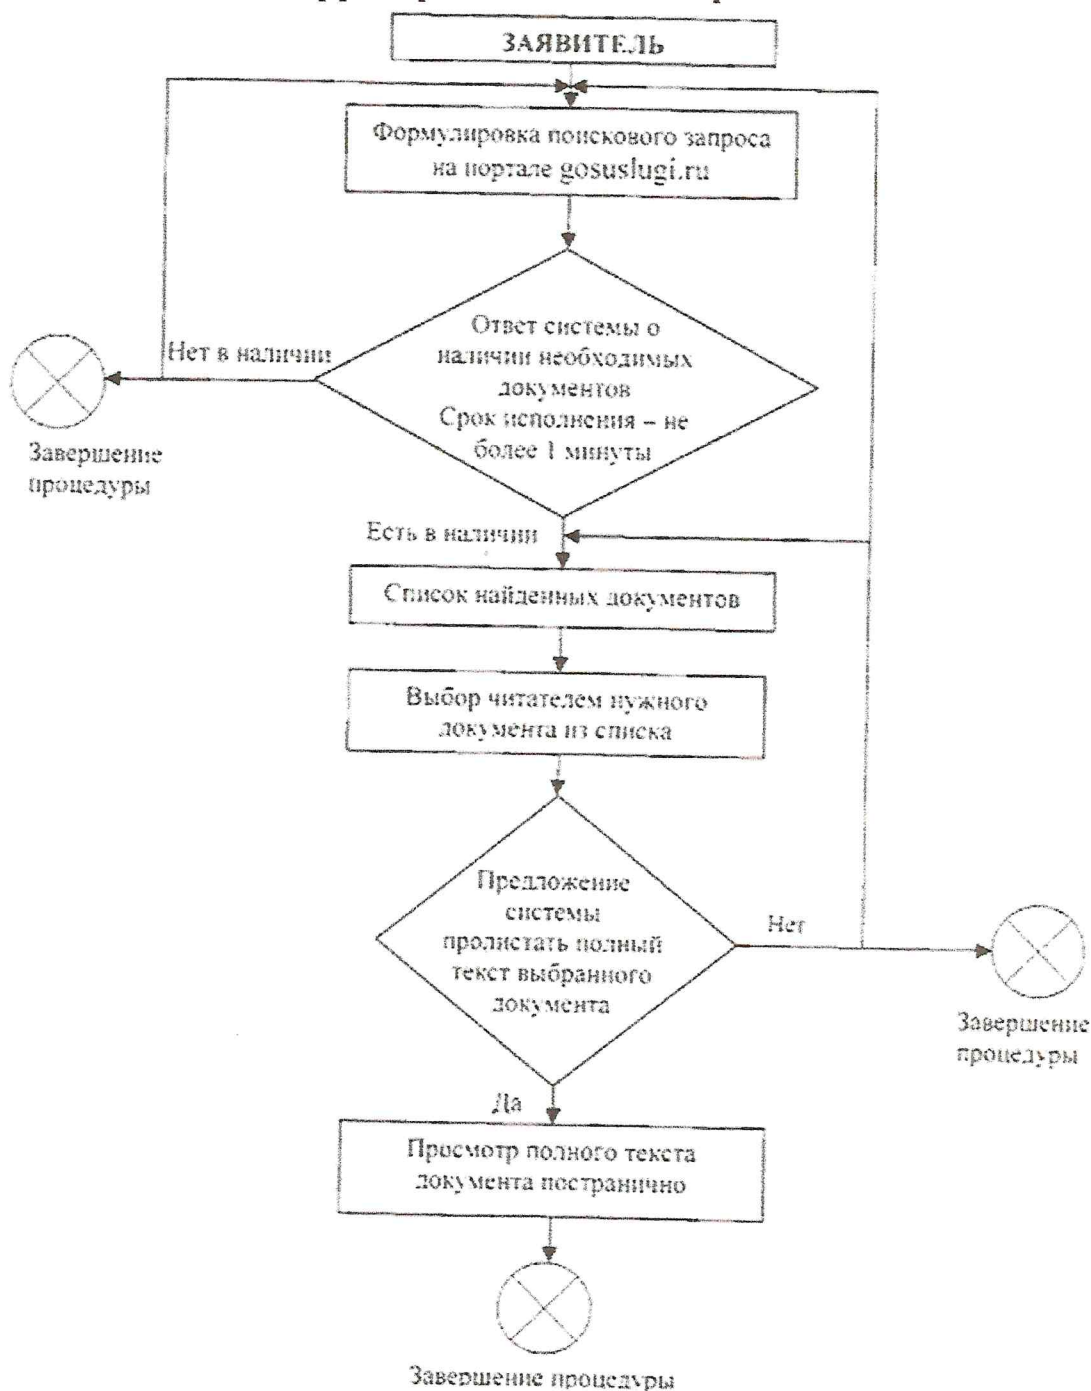 ЗАЯВИТЕЛЬ
Формулировка поискового запроса
на портале gosuslugi.ru
Ответ системы о
наличии необходимых
документов
Срок исполнения – не
более 1 минуты
Нет в наличии
Завершение
процедуры
Есть в наличии
Список найденных документов
Выбор читателем нужного
документа из списка
Предложение
системы
пролистать полный
текст выбранного
документа
Нет
Завершение
процедуры
Да
Просмотр полного текста
документа постранично
Завершение процедуры